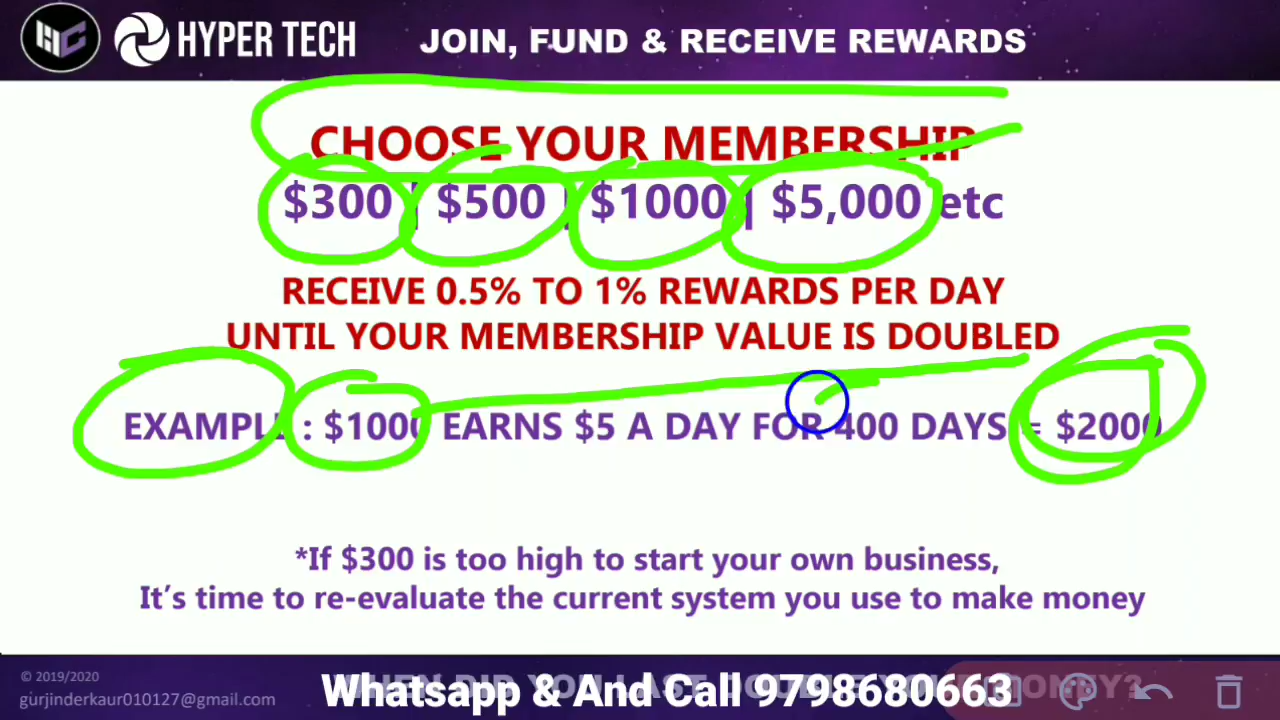 HC HYPER TECH JOIN, FUND & RECEIVE REWARDS
CHOOSE YOUR MEMBERSHIP
$300 | $500 | $1000 | $5,000 etc
RECEIVE 0.5% TO 1% REWARDS PER DAY
UNTIL YOUR MEMBERSHIP VALUE IS DOUBLED
EXAMPLE : $1000 EARNS $5 A DAY FOR 400 DAYS = $2000
*If $300 is too high to start your own business,
It's time to re-evaluate the current system you use to make money
© 2019/2020
gurjinderkaur010127@gmail.com
Whatsapp & And Call 9798680663